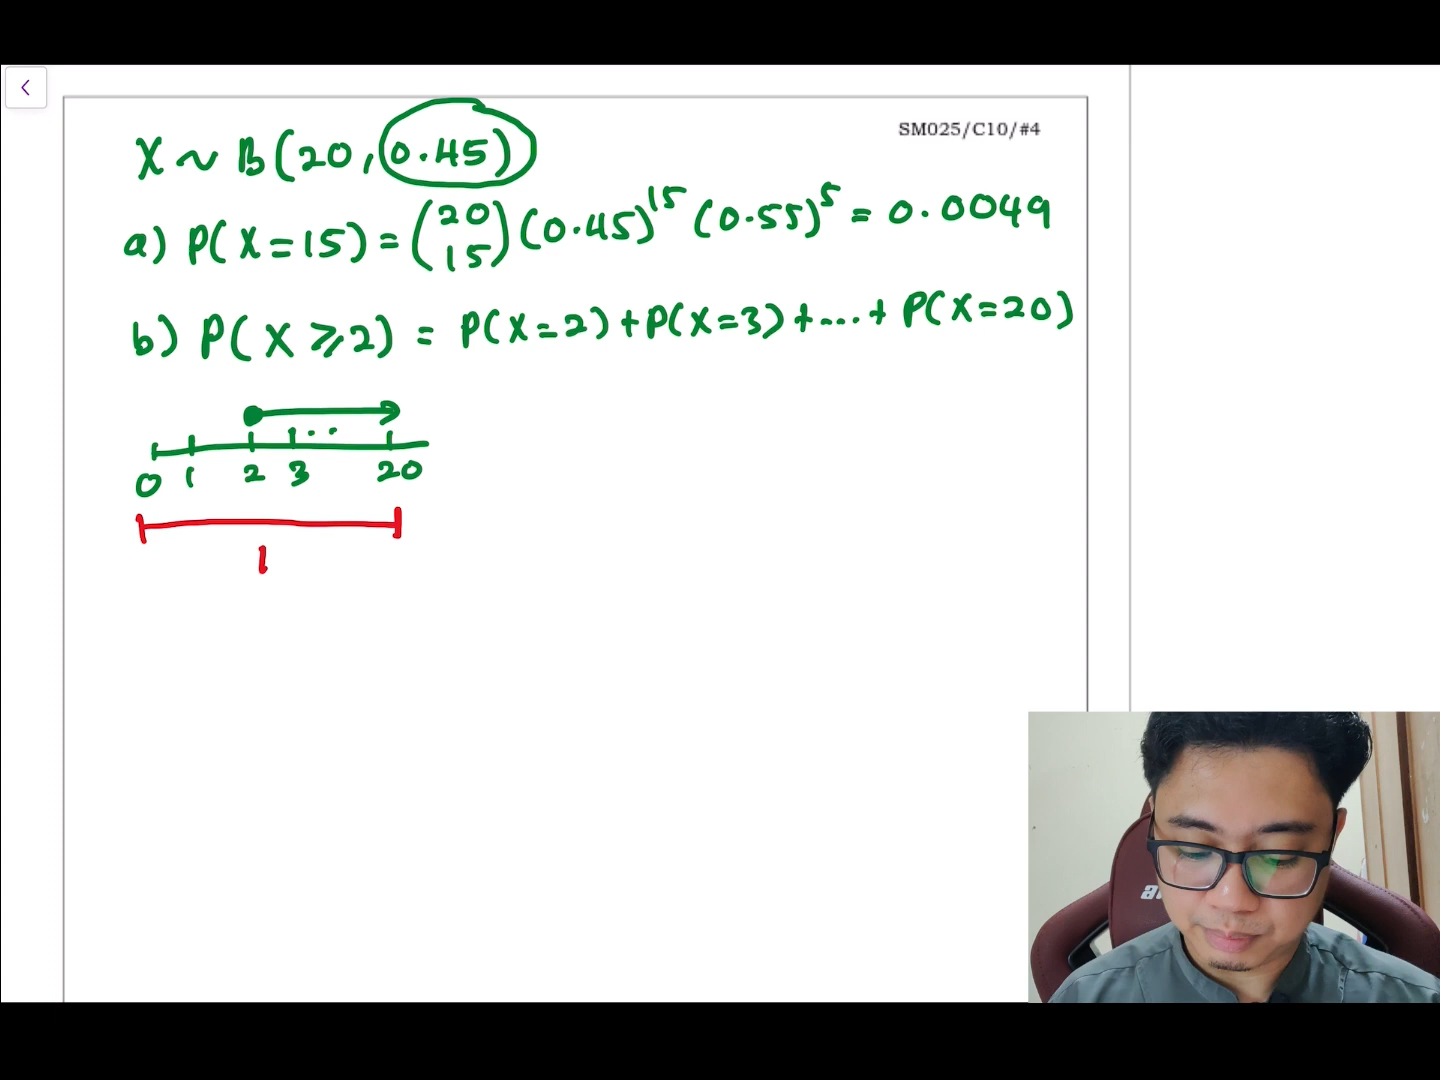 SM025/C10/#4
X ~ B(20, 0.45)
a) P(X=15) = (20 15) (0.45)^15 (0.55)^5 = 0.0049
b) P(X ≥ 2) = P(X=2) + P(X=3) + ... + P(X=20)
0 1 2 3 ... 20
1